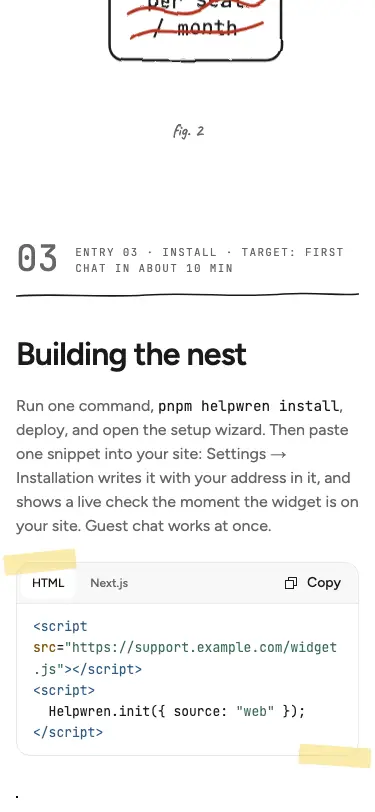 per seat
/ month
fig. 2
03
ENTRY 03 · INSTALL · TARGET: FIRST
CHAT IN ABOUT 10 MIN
Building the nest
Run one command, pnpm helpwren install,
deploy, and open the setup wizard. Then paste
one snippet into your site: Settings →
Installation writes it with your address in it, and
shows a live check the moment the widget is on
your site. Guest chat works at once.
HTML
Next.js
Copy
<script
src="https://support.example.com/widget
.js"></script>
<script>
  Helpwren.init({ source: "web" });
</script>